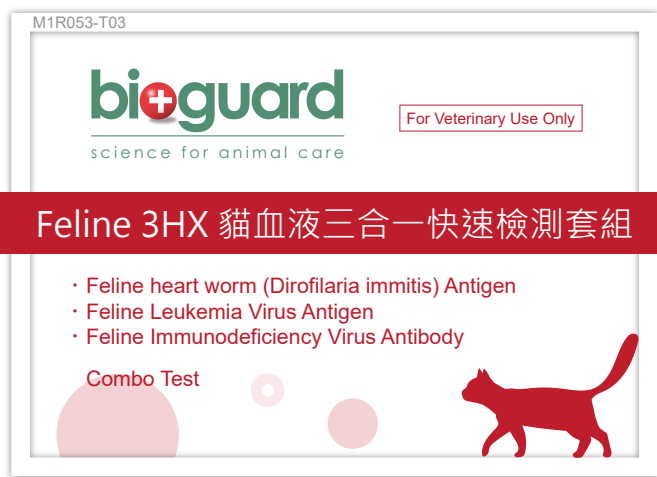 M1R053-T03
bioguard
science for animal care
For Veterinary Use Only
Feline 3HX 貓血液三合一快速檢測套組
· Feline heart worm (Dirofilaria immitis) Antigen
· Feline Leukemia Virus Antigen
· Feline Immunodeficiency Virus Antibody
Combo Test